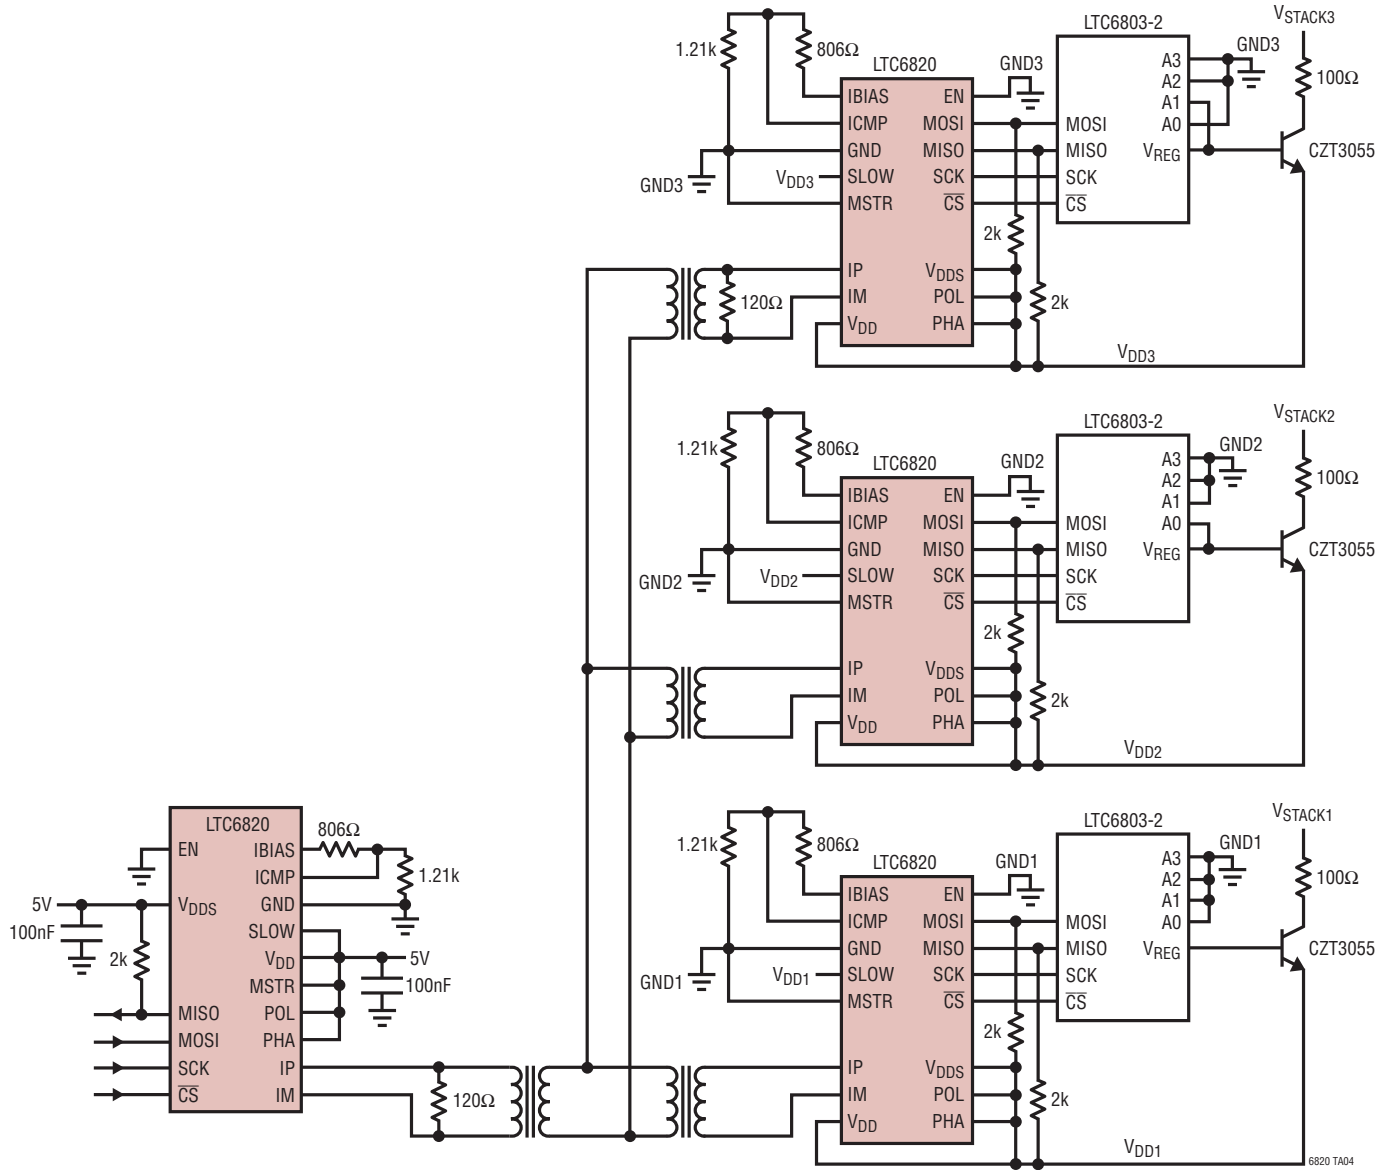 VSTACK3
LTC6803-2
1.21k
806Ω
GND3
GND3
LTC6820
A3
100Ω
A2
IBIAS
EN
A1
ICMP
MOSI
MOSI
A0
GND
MISO
MISO
VREG
CZT3055
GND3
VDD3
SLOW
SCK
SCK
MSTR
CS
CS
2k
IP
VDDS
120Ω
IM
POL
2k
VDD
PHA
VDD3
VSTACK2
LTC6803-2
1.21k
806Ω
GND2
GND2
LTC6820
A3
100Ω
A2
IBIAS
EN
A1
ICMP
MOSI
MOSI
A0
GND
MISO
MISO
VREG
CZT3055
GND2
VDD2
SLOW
SCK
SCK
MSTR
CS
CS
2k
IP
VDDS
IM
POL
2k
VDD
PHA
VDD2
VSTACK1
LTC6803-2
1.21k
806Ω
GND1
GND1
LTC6820
A3
100Ω
A2
IBIAS
EN
A1
ICMP
MOSI
MOSI
A0
GND
MISO
MISO
VREG
CZT3055
GND1
VDD1
SLOW
SCK
SCK
MSTR
CS
CS
2k
IP
VDDS
IM
POL
2k
VDD
PHA
VDD1
LTC6820
806Ω
EN
IBIAS
ICMP
1.21k
5V
VDDS
GND
100nF
SLOW
2k
VDD
5V
MSTR
100nF
MISO
POL
MOSI
PHA
SCK
IP
CS
IM
120Ω
6820 TA04